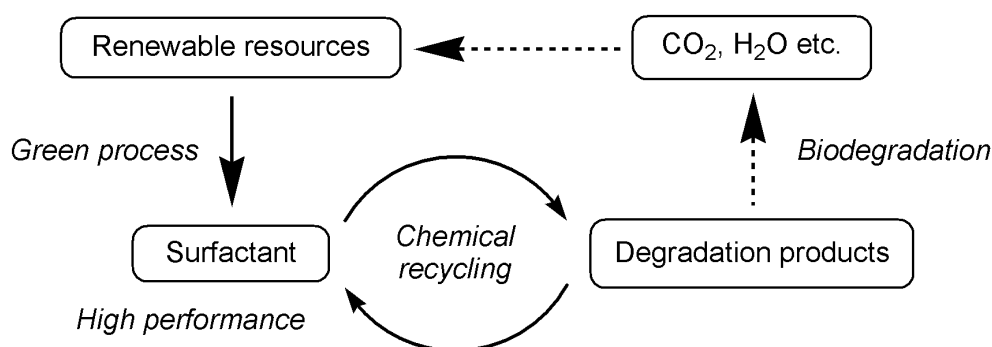 Renewable resources
CO₂, H₂O etc.
Green process
Biodegradation
Surfactant
Chemical
recycling
Degradation products
High performance